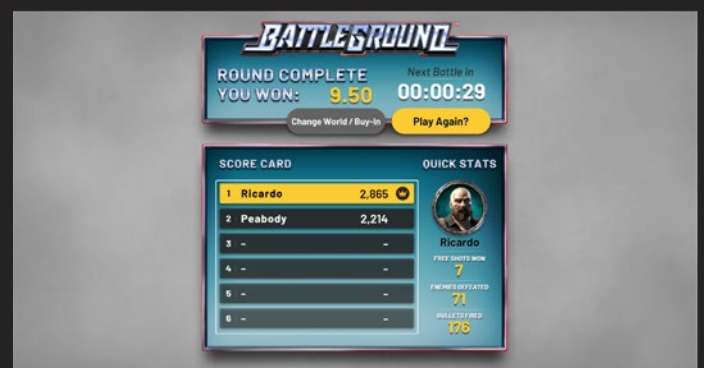 BATTLEGROUND
ROUND COMPLETE
YOU WON: 9.50
Next Battle in
00:00:29
Change World / Buy-In
Play Again?
SCORE CARD
1 Ricardo 2,865
2 Peabody 2,214
3 - -
4 - -
5 - -
6 - -
QUICK STATS
Ricardo
FREE SHOTS WON
7
ENEMIES DEFEATED
71
BULLETS FIRED
176